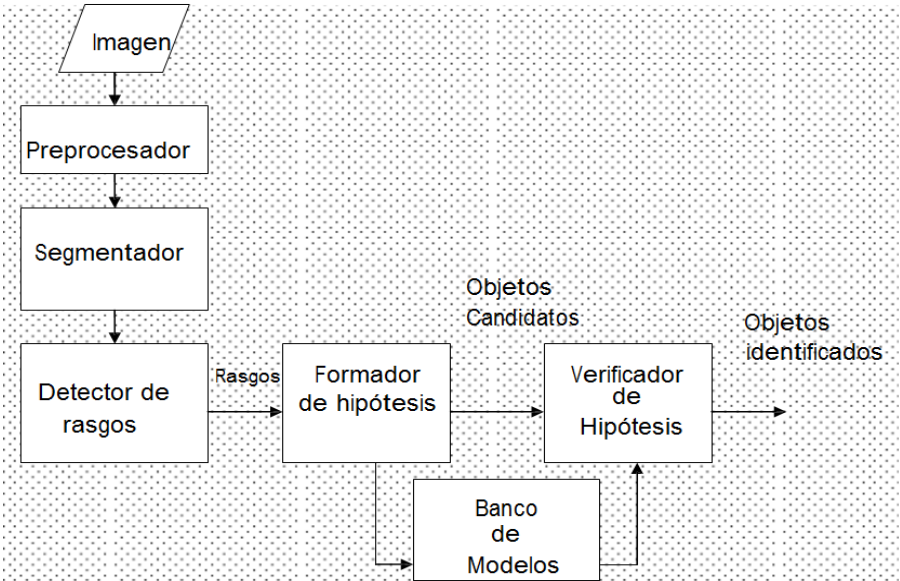 Imagen
Preprocesador
Segmentador
Detector de
rasgos
Rasgos
Formador
de hipótesis
Objetos
Candidatos
Verificador
de
Hipótesis
Objetos
identificados
Banco
de
Modelos